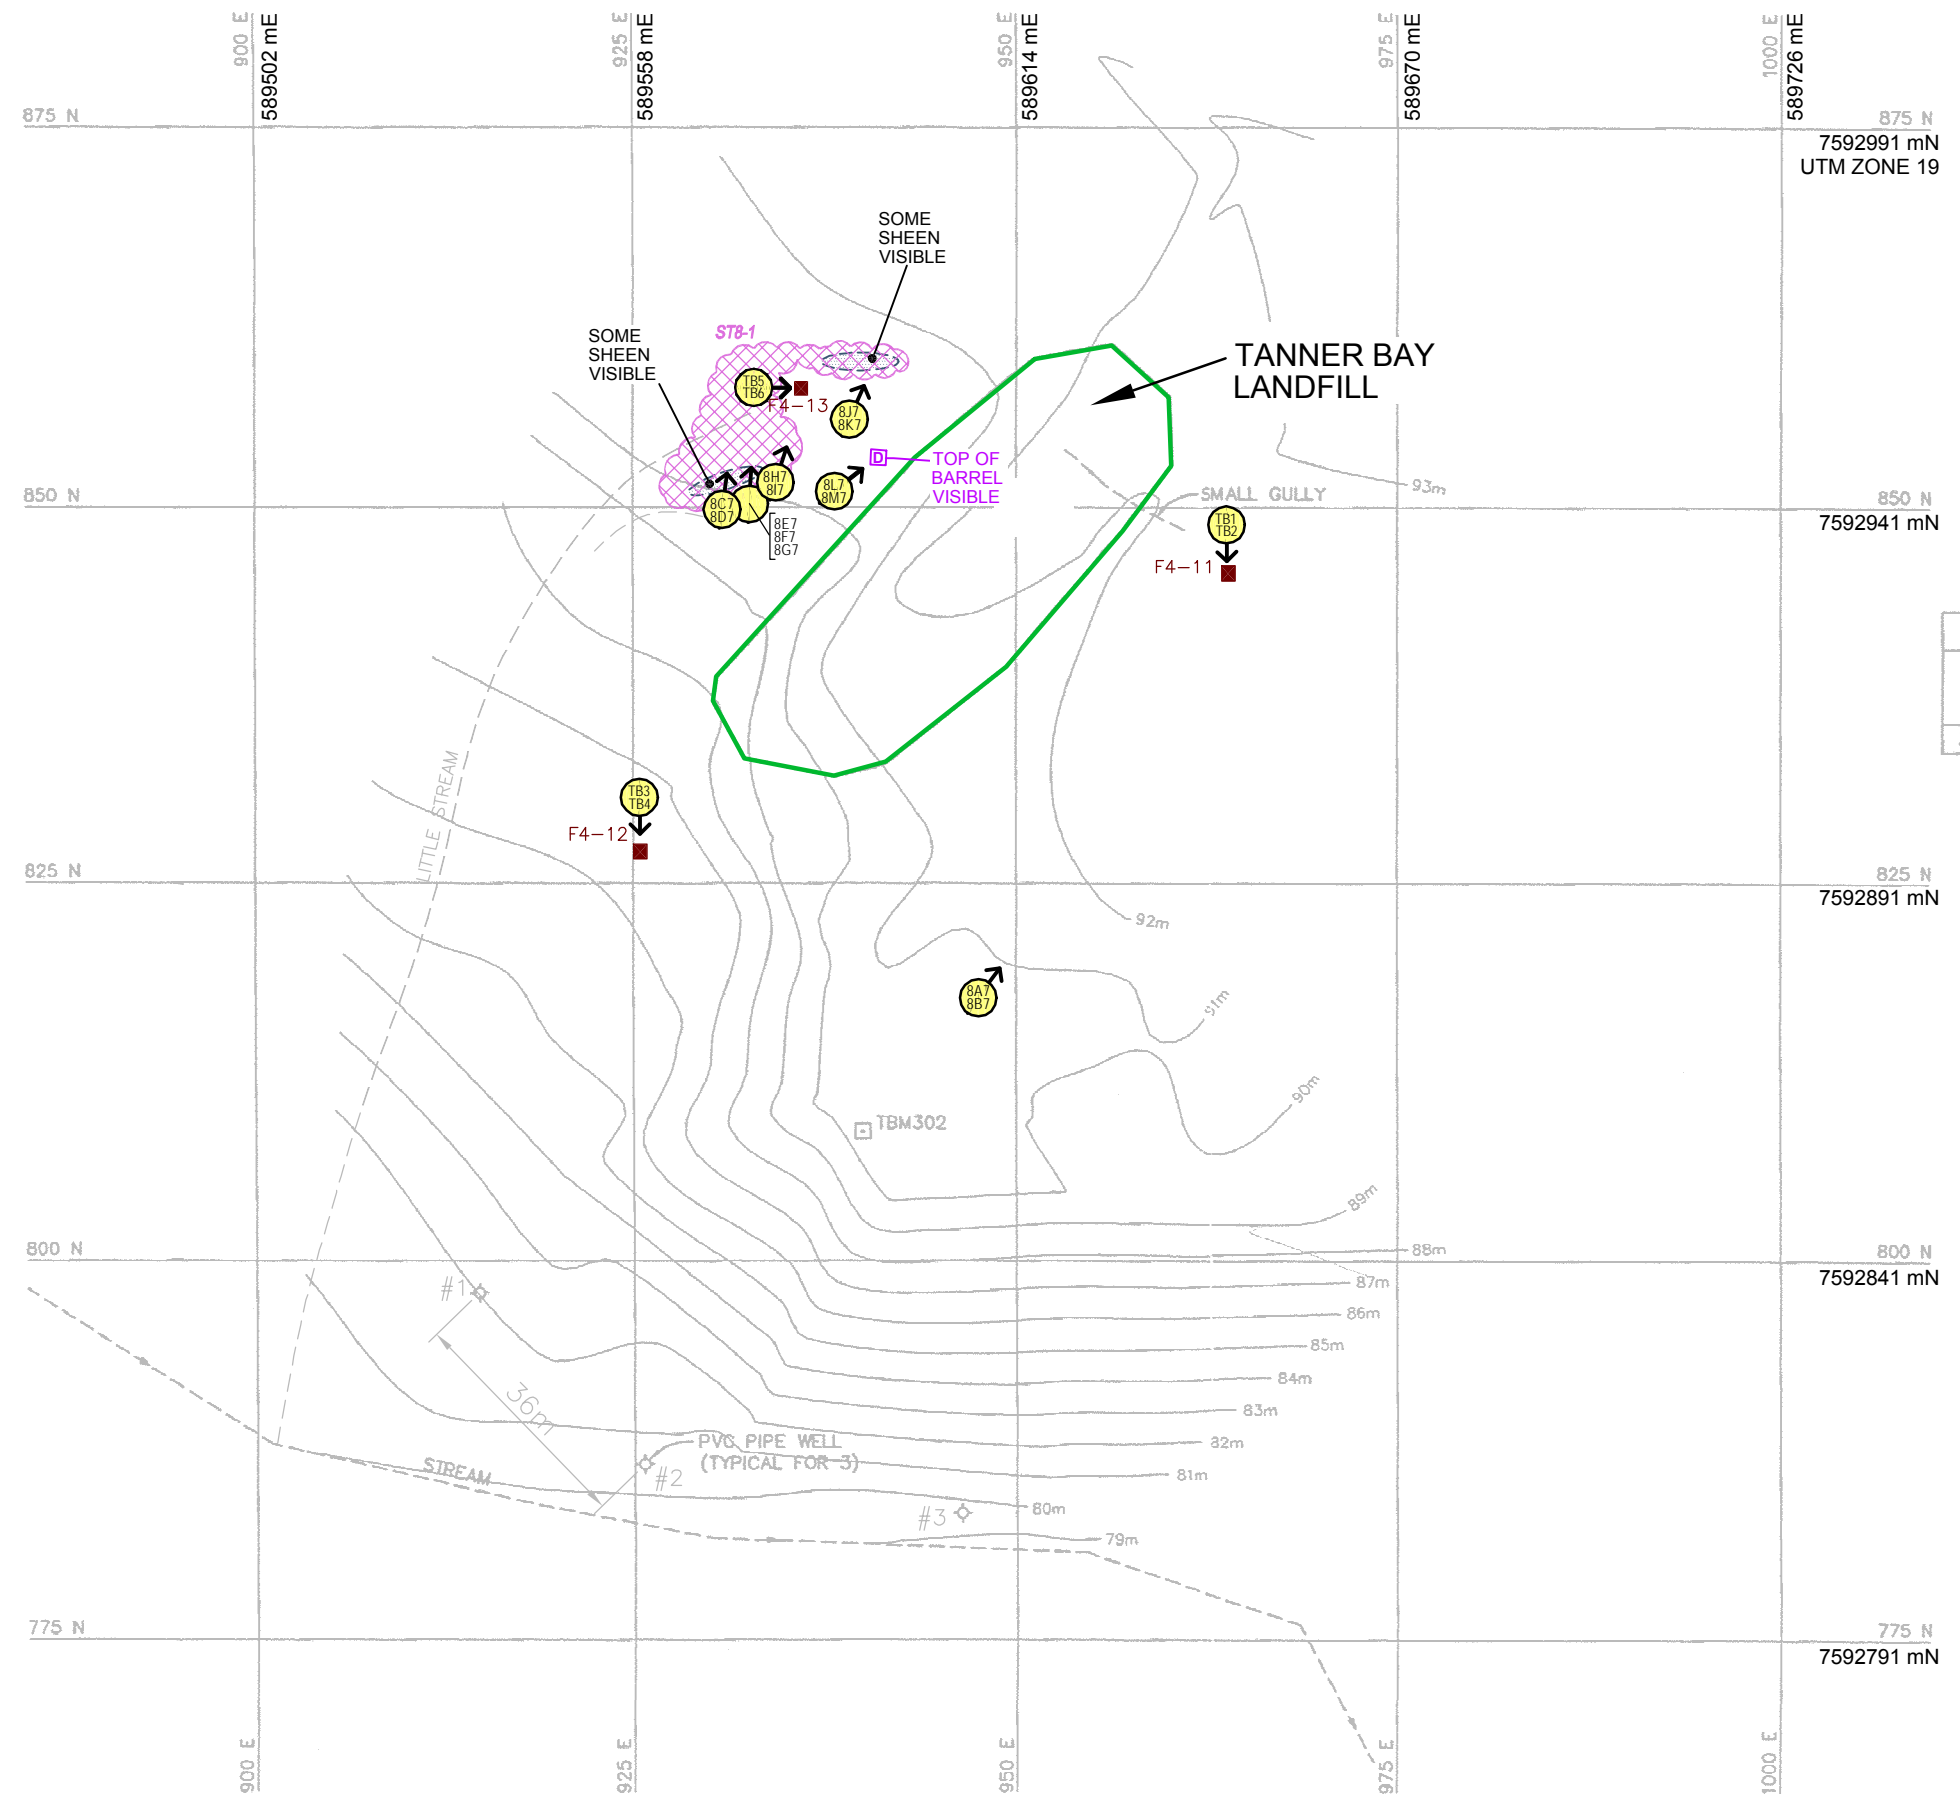 900 E
589502 mE
925 E
589558 mE
950 E
589614 mE
975 E
589670 mE
1000 E
589726 mE
875 N
875 N
7592991 mN
UTM ZONE 19
SOME
SHEEN
VISIBLE
SOME
SHEEN
VISIBLE
ST8-1
TANNER BAY
LANDFILL
TB5
TB6
F4-13
8J7
8K7
D
TOP OF
BARREL
VISIBLE
8H7
8I7
8L7
8M7
93m
850 N
SMALL GULLY
850 N
7592941 mN
8C7
8D7
8E7
8F7
8G7
TB1
TB2
F4-11
LITTLE STREAM
TB3
TB4
F4-12
825 N
825 N
7592891 mN
92m
8A7
8B7
91m
90m
TBM302
89m
800 N
88m
800 N
7592841 mN
87m
#1
86m
85m
84m
36m
83m
PVC PIPE WELL
(TYPICAL FOR 3)
82m
STREAM
#2
81m
#3
80m
79m
775 N
775 N
7592791 mN
900 E
925 E
950 E
975 E
1000 E